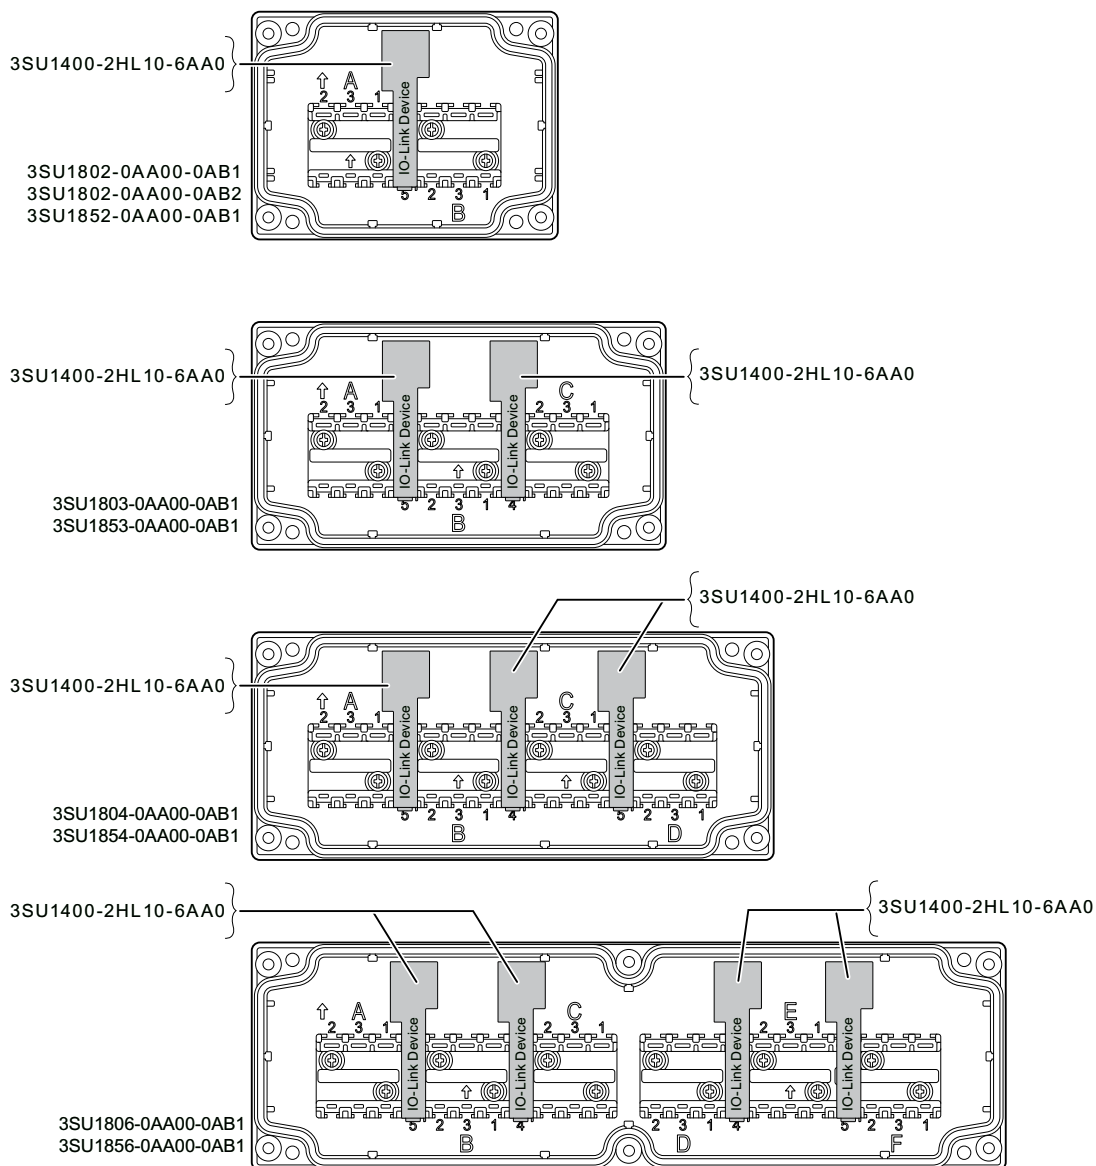 3SU1400-2HL10-6AA0
A
2 3 1
IO-Link Device
3SU1802-0AA00-0AB1
3SU1802-0AA00-0AB2
3SU1852-0AA00-0AB1
5 2 3 1
B
3SU1400-2HL10-6AA0
3SU1400-2HL10-6AA0
A C
2 3 1 2 3 1
IO-Link Device IO-Link Device
3SU1803-0AA00-0AB1
3SU1853-0AA00-0AB1
5 2 3 1 4
B
3SU1400-2HL10-6AA0
3SU1400-2HL10-6AA0
A C
2 3 1 2 3 1
IO-Link Device IO-Link Device IO-Link Device
3SU1804-0AA00-0AB1
3SU1854-0AA00-0AB1
5 2 3 1 4 5 2 3 1
B D
3SU1400-2HL10-6AA0
3SU1400-2HL10-6AA0
A C E
2 3 1 2 3 1 2 3 1
IO-Link Device IO-Link Device IO-Link Device IO-Link Device
3SU1806-0AA00-0AB1
3SU1856-0AA00-0AB1
5 2 3 1 4 2 3 1 4 5 2 3 1
B D F